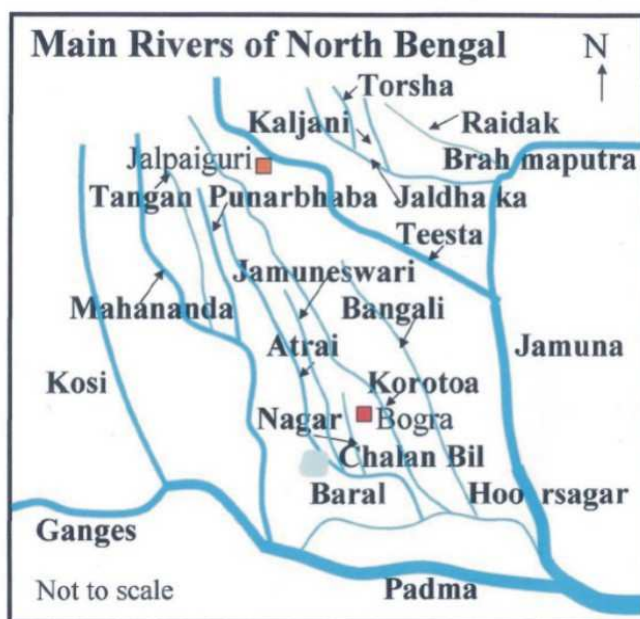 Main Rivers of North Bengal
N
Torsha
Kaljani
Raidak
Jalpaiguri
Brahmaputra
Tangan
Punarbhaba
Jaldhaka
Teesta
Jamuneswari
Mahananda
Bangali
Atrai
Jamuna
Kosi
Korotoa
Nagar
Bogra
Chalan Bil
Baral
Hoorsagar
Ganges
Not to scale
Padma